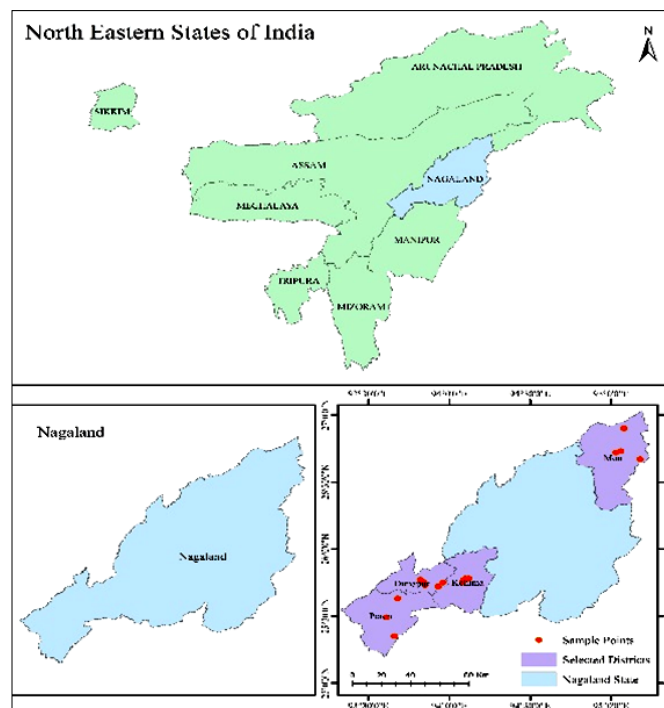 North Eastern States of India
N
ARUNACHAL PRADESH
SIKKIM
ASSAM
NAGALAND
MEGHALAYA
MANIPUR
TRIPURA
MIZORAM
Nagaland
Nagaland
Mon
Dimapur
Kohima
Peren
Sample Points
Selected Districts
Nagaland State
0 20 40 80 Km